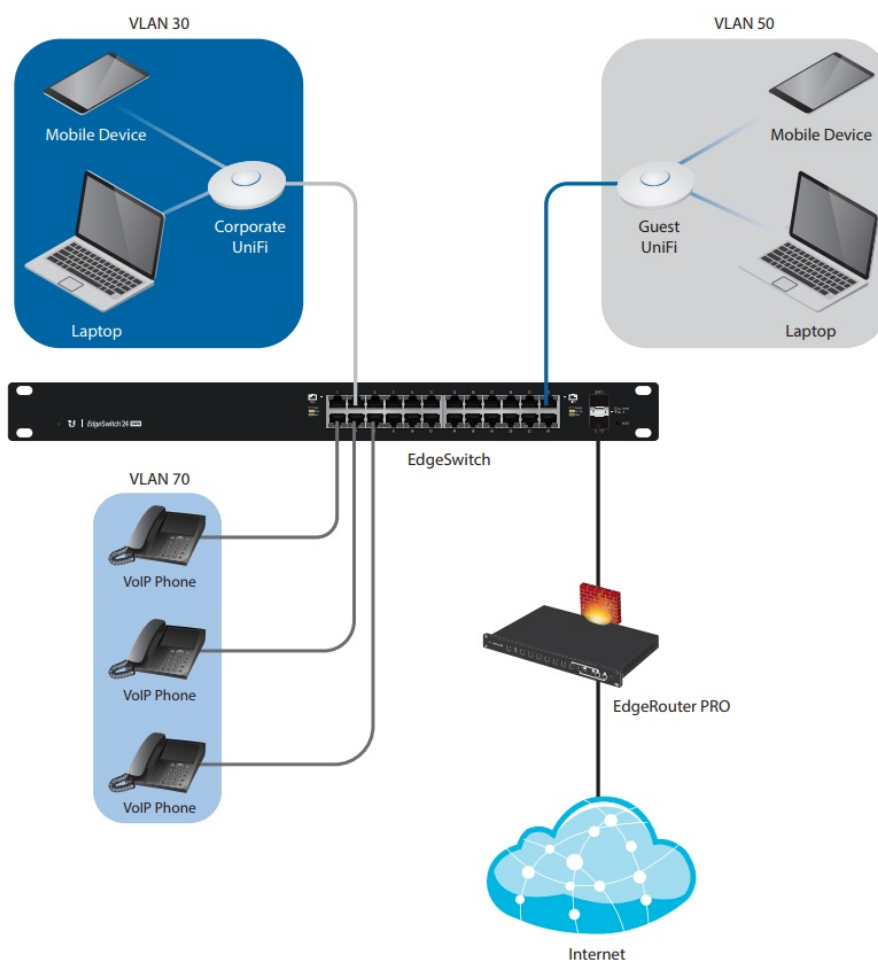 VLAN 30
VLAN 50
Mobile Device
Mobile Device
Corporate
UniFi
Guest
UniFi
Laptop
Laptop
EdgeSwitch 24
EdgeSwitch
VLAN 70
VoIP Phone
VoIP Phone
VoIP Phone
EdgeRouter PRO
Internet